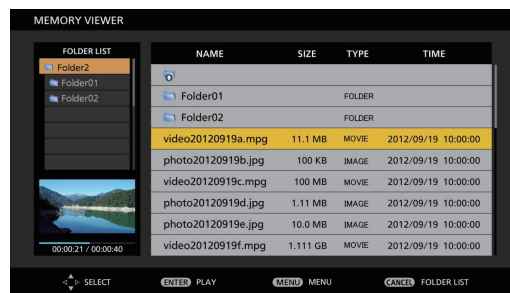 MEMORY VIEWER
FOLDER LIST
Folder2
Folder01
Folder02
00:00:21 / 00:00:40
NAME SIZE TYPE TIME
Folder01 FOLDER
Folder02 FOLDER
video20120919a.mpg 11.1 MB MOVIE 2012/09/19 10:00:00
photo20120919b.jpg 100 KB IMAGE 2012/09/19 10:00:00
video20120919c.mpg 100 MB MOVIE 2012/09/19 10:00:00
photo20120919d.jpg 1.11 MB IMAGE 2012/09/19 10:00:00
photo20120919e.jpg 10.0 MB IMAGE 2012/09/19 10:00:00
video20120919f.mpg 1.111 GB MOVIE 2012/09/19 10:00:00
SELECT ENTER PLAY MENU MENU CANCEL FOLDER LIST